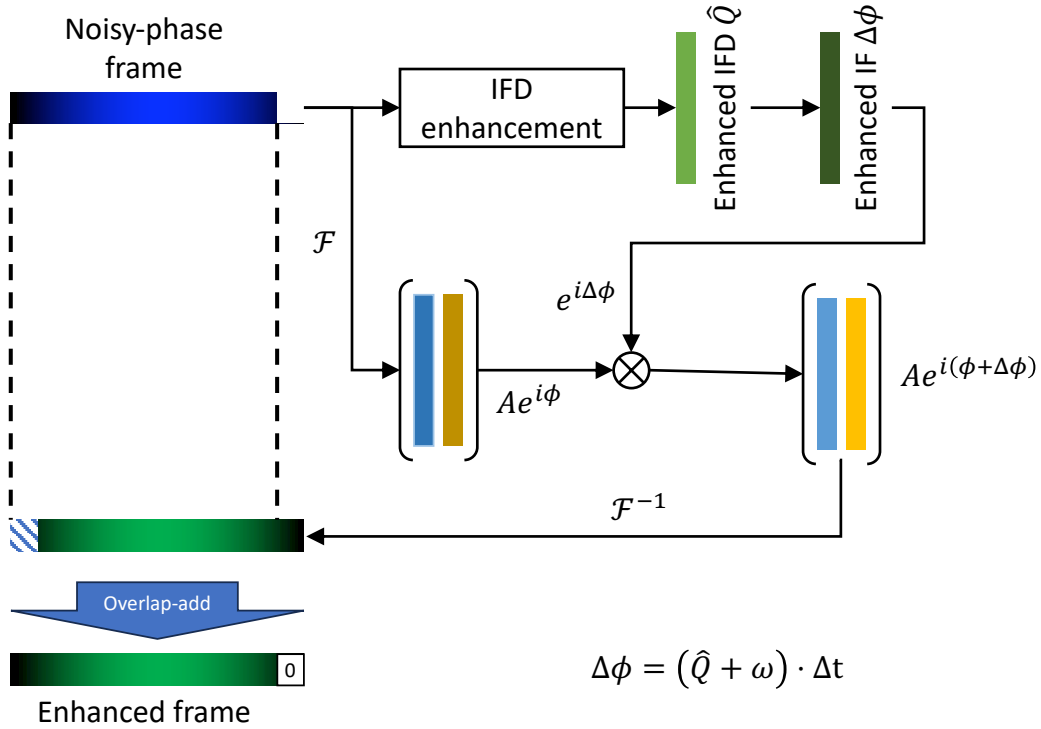 Noisy-phase
frame
IFD
enhancement
Enhanced IFD Q̂
Enhanced IF Δϕ
ℱ
e^{iΔϕ}
Ae^{iϕ}
Ae^{i(ϕ+Δϕ)}
ℱ^{-1}
Overlap-add
0
Enhanced frame
Δϕ = (Q̂ + ω) · Δt